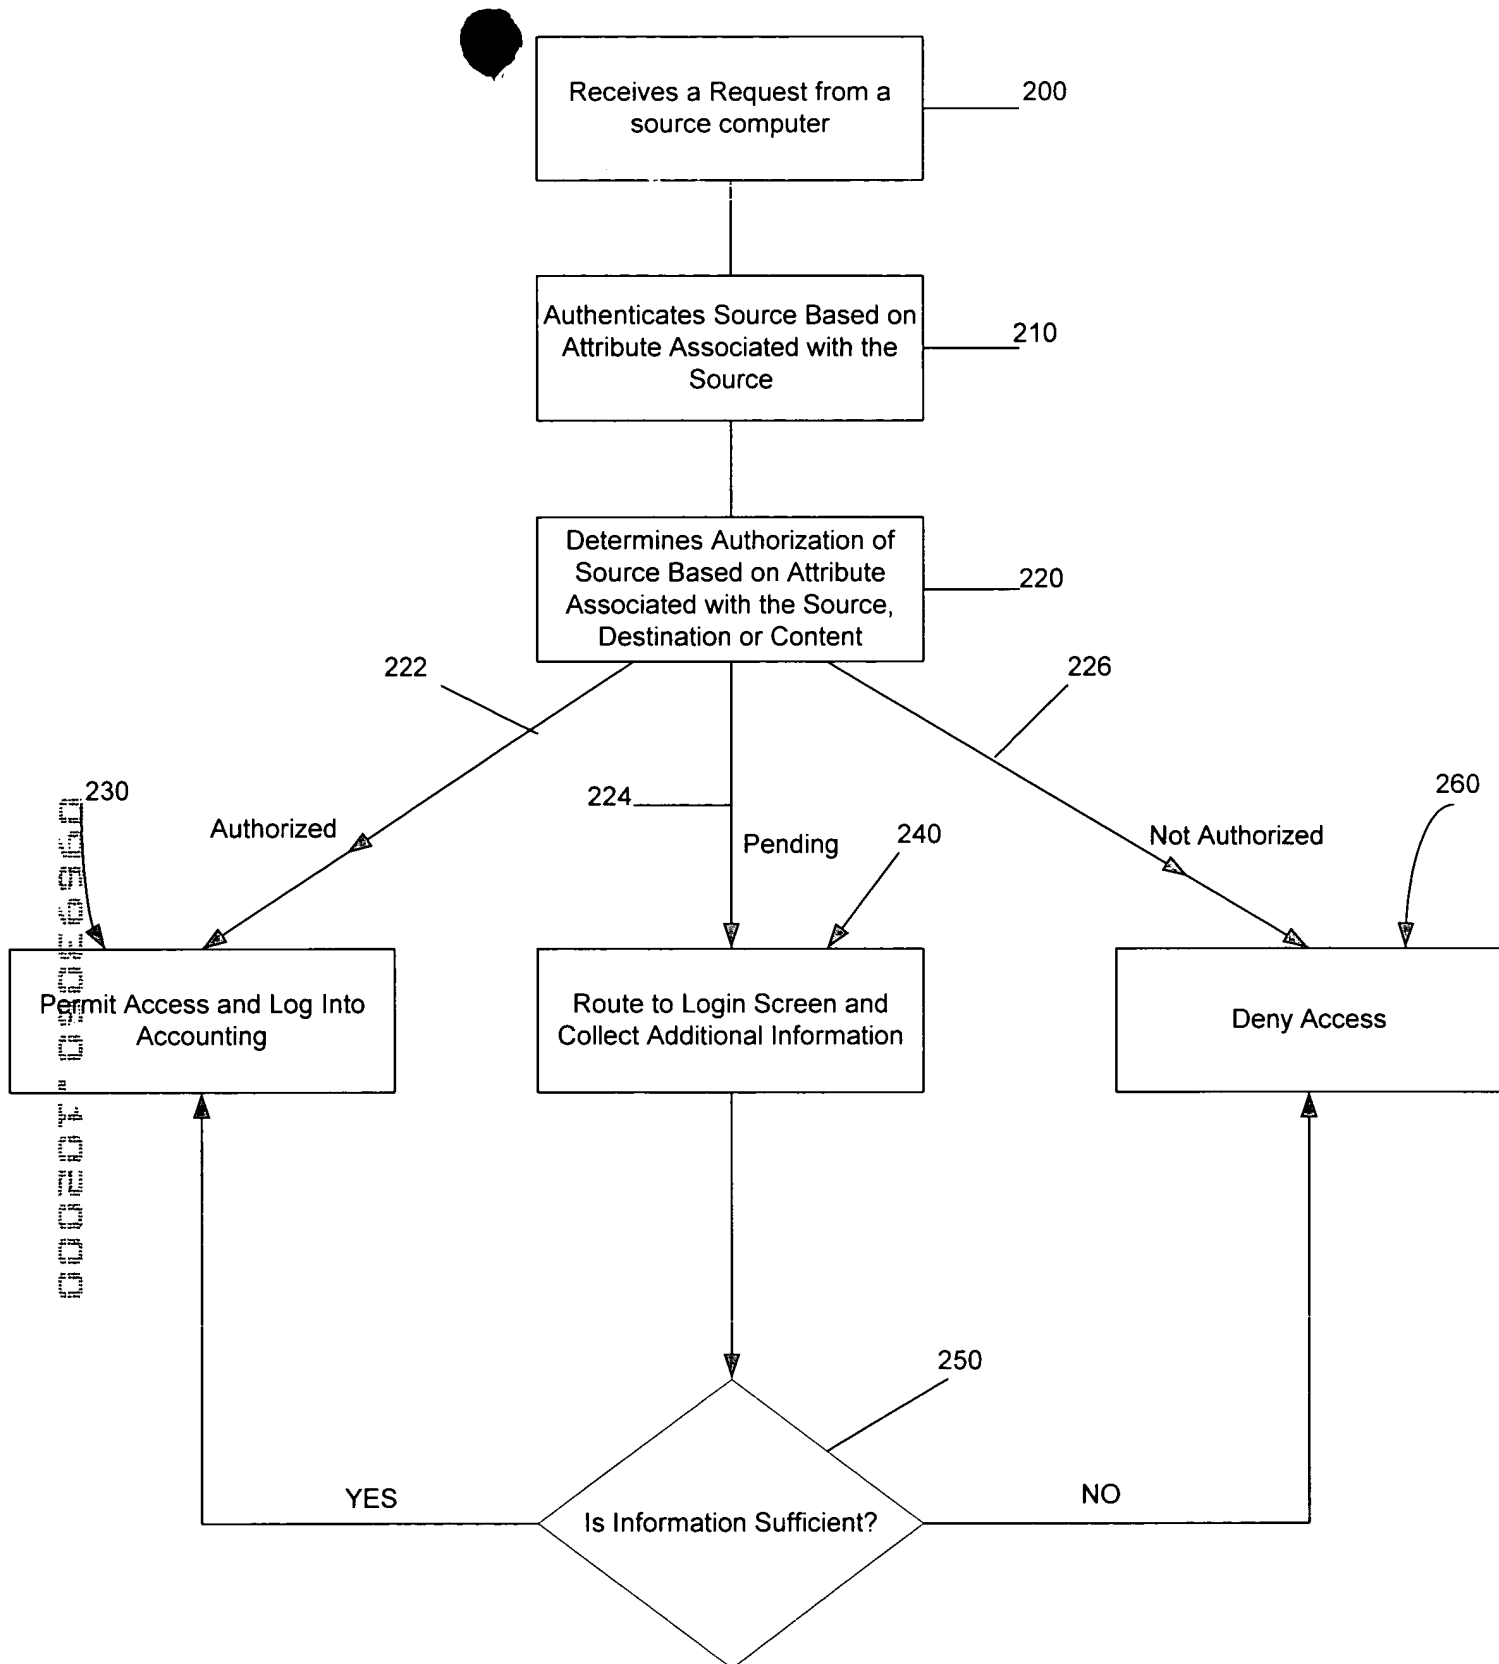 Receives a Request from a
source computer
200
Authenticates Source Based on
Attribute Associated with the
Source
210
Determines Authorization of
Source Based on Attribute
Associated with the Source,
Destination or Content
220
222
226
230
224
260
Authorized
Pending
240
Not Authorized
Permit Access and Log Into
Accounting
Route to Login Screen and
Collect Additional Information
Deny Access
250
YES
NO
Is Information Sufficient?